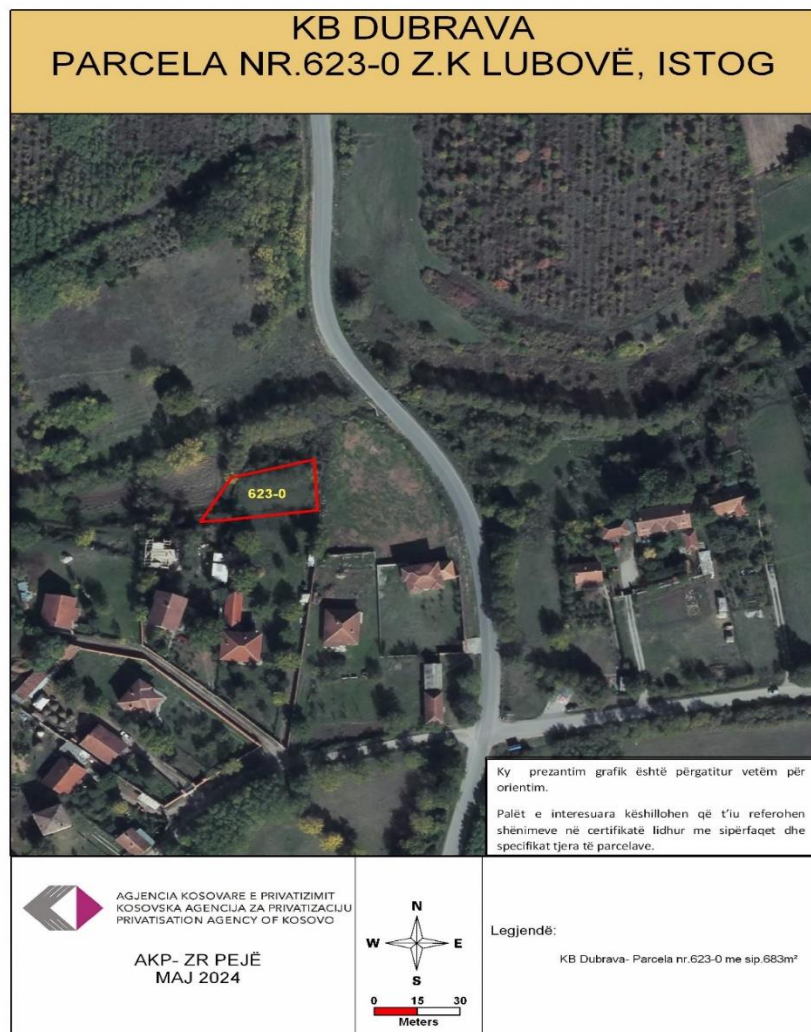 KB DUBRAVA
PARCELA NR.623-0 Z.K LUBOVË, ISTOG
623-0
Ky prezantim grafik është përgatitur vetëm për
orientim.
Palët e interesuara këshillohen që t'iu referohen
shënimeve në certifikatë lidhur me sipërfaqet dhe
specifikat tjera të parcelave.
AGJENCIA KOSOVARE E PRIVATIZIMIT
KOSOVSKA AGENCIJA ZA PRIVATIZACIJU
PRIVATISATION AGENCY OF KOSOVO
AKP- ZR PEJË
MAJ 2024
N
W E
S
0 15 30
Meters
Legjendë:
KB Dubrava- Parcela nr.623-0 me sip.683m²